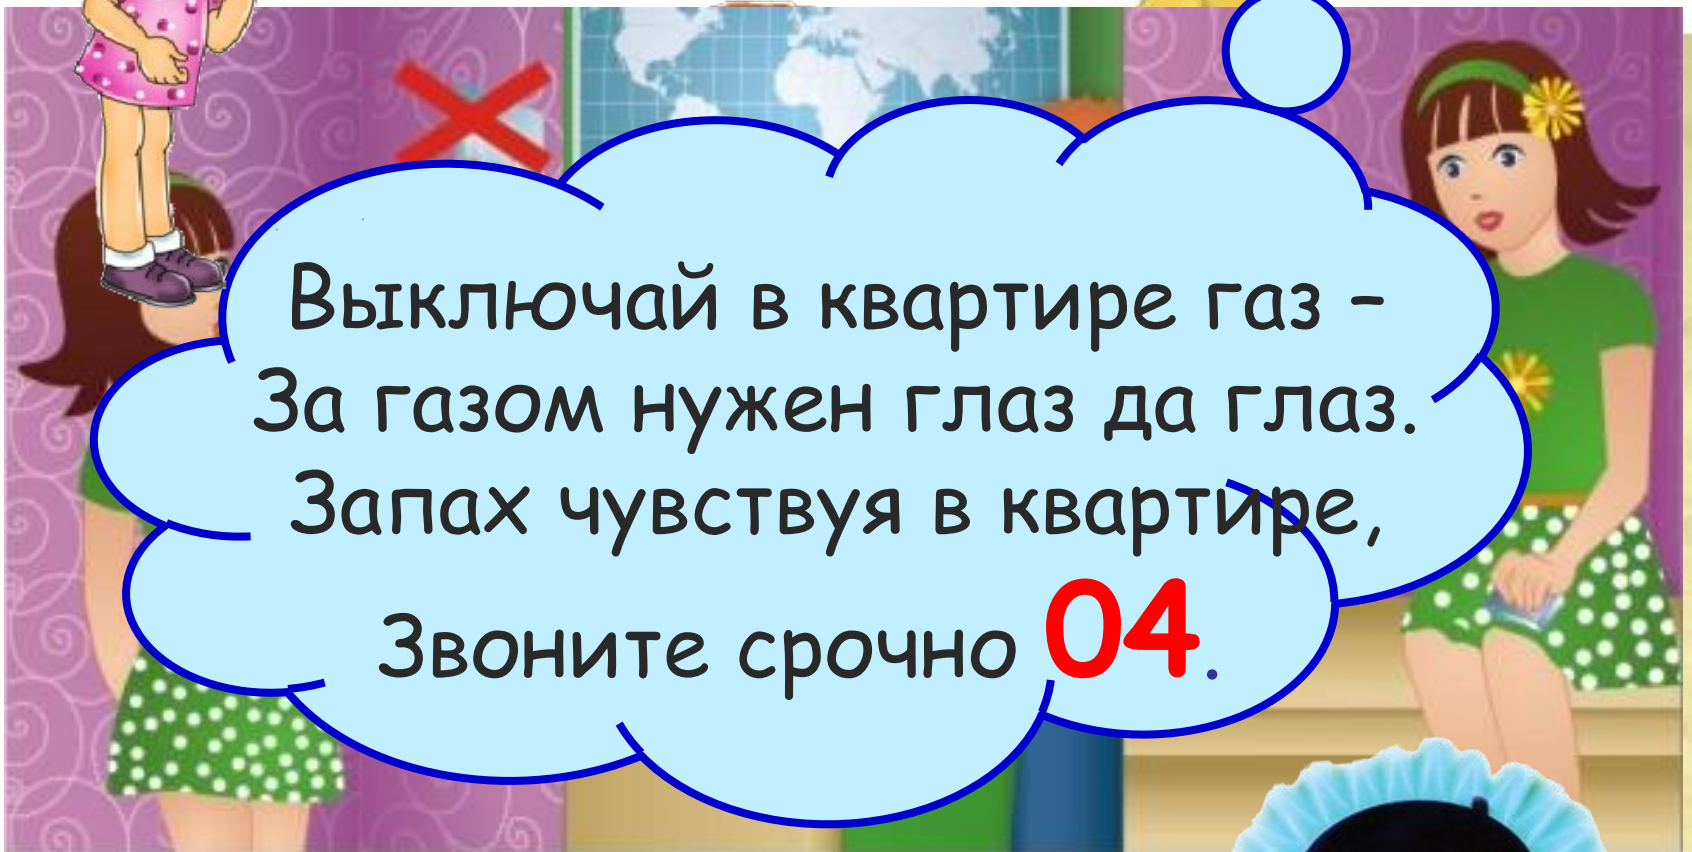 Выключай в квартире газ –
За газом нужен глаз да глаз.
Запах чувствуя в квартире,
Звоните срочно 04.